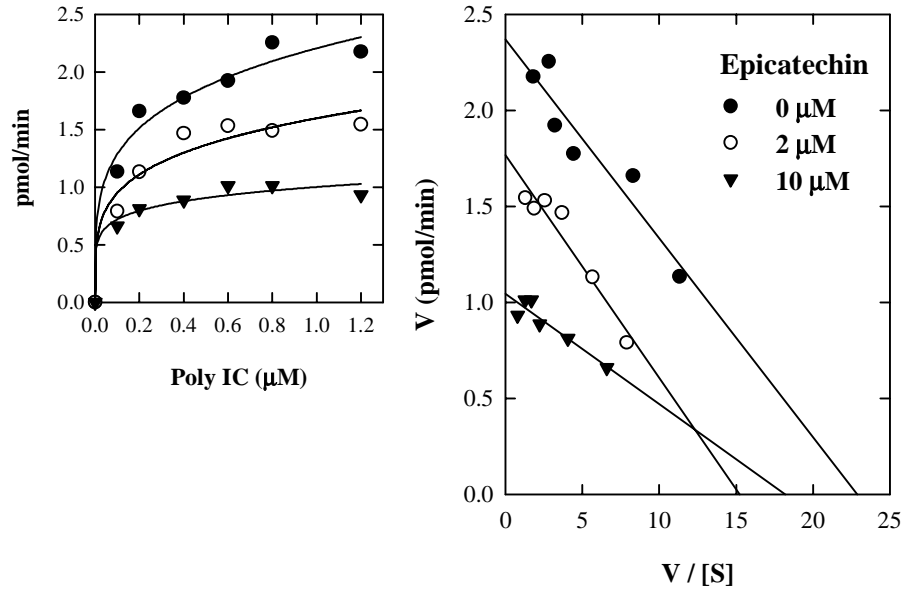 2.5
2.0
1.5
1.0
0.5
0.0
pmol/min
0.0 0.2 0.4 0.6 0.8 1.0 1.2
Poly IC (μM)
2.5
2.0
1.5
1.0
0.5
0.0
V (pmol/min)
Epicatechin
0 μM
2 μM
10 μM
0 5 10 15 20 25
V / [S]